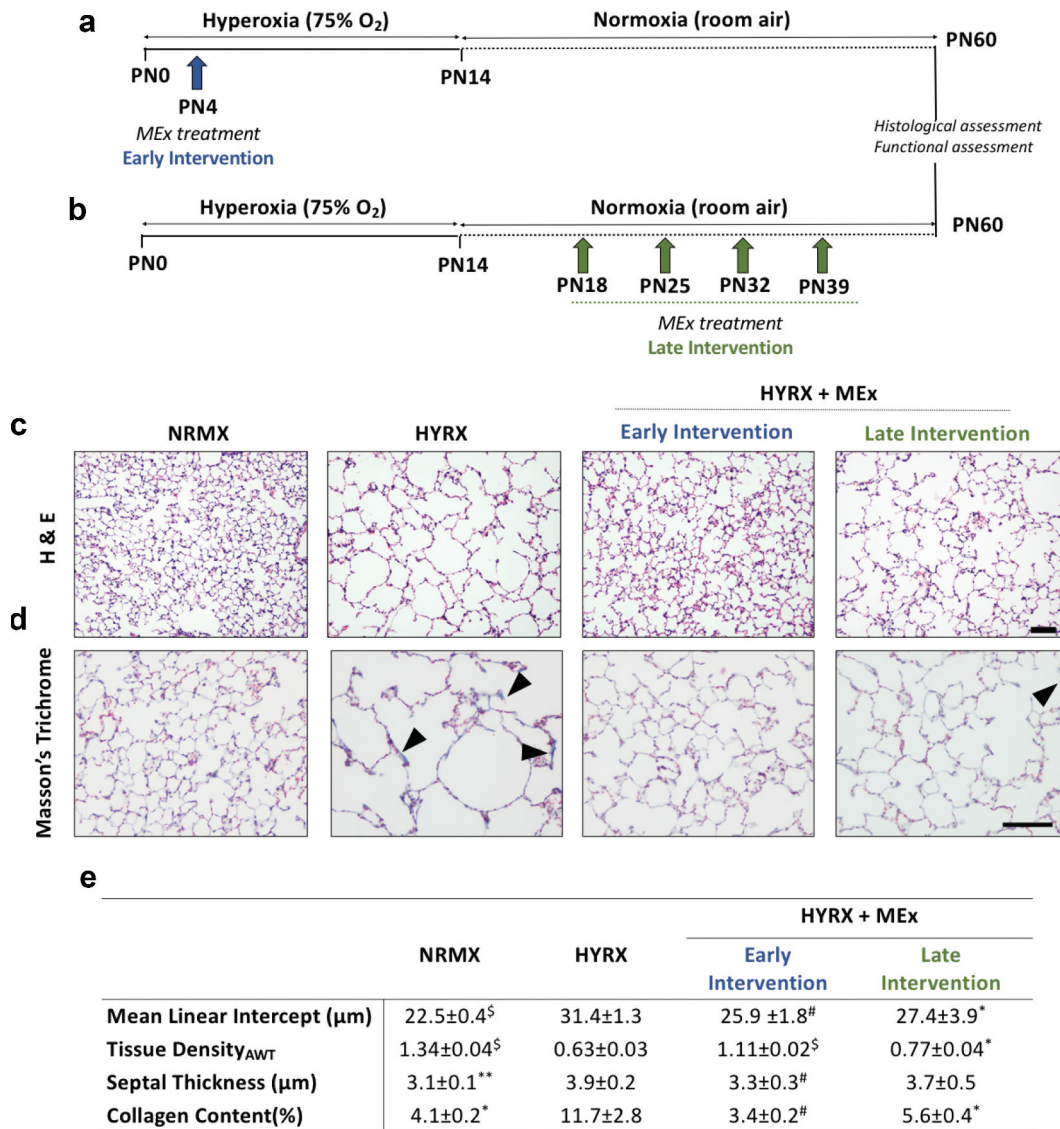 a
Hyperoxia (75% O₂)
Normoxia (room air)
PN60
PN0
PN14
PN4
MEx treatment
Early Intervention
Histological assessment
Functional assessment
b
Hyperoxia (75% O₂)
Normoxia (room air)
PN60
PN0
PN14
PN18
PN25
PN32
PN39
MEx treatment
Late Intervention
HYRX + MEx
c
NRMX
HYRX
Early Intervention
Late Intervention
H & E
d
Masson's Trichrome
e
HYRX + MEx
NRMX HYRX Early Intervention Late Intervention
Mean Linear Intercept (µm) 22.5±0.4$ 31.4±1.3 25.9 ±1.8# 27.4±3.9*
Tissue DensityAWT 1.34±0.04$ 0.63±0.03 1.11±0.02$ 0.77±0.04*
Septal Thickness (µm) 3.1±0.1** 3.9±0.2 3.3±0.3# 3.7±0.5
Collagen Content(%) 4.1±0.2* 11.7±2.8 3.4±0.2# 5.6±0.4*